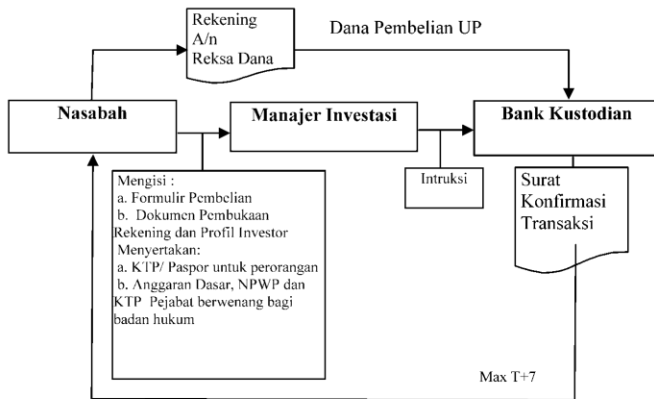 Rekening
A/n
Reksa Dana
Dana Pembelian UP
Nasabah
Manajer Investasi
Bank Kustodian
Mengisi :
a. Formulir Pembelian
b. Dokumen Pembukaan
Rekening dan Profil Investor
Menyertakan:
a. KTP/ Paspor untuk perorangan
b. Anggaran Dasar, NPWP dan
KTP Pejabat berwenang bagi
badan hukum
Intruksi
Surat
Konfirmasi
Transaksi
Max T+7